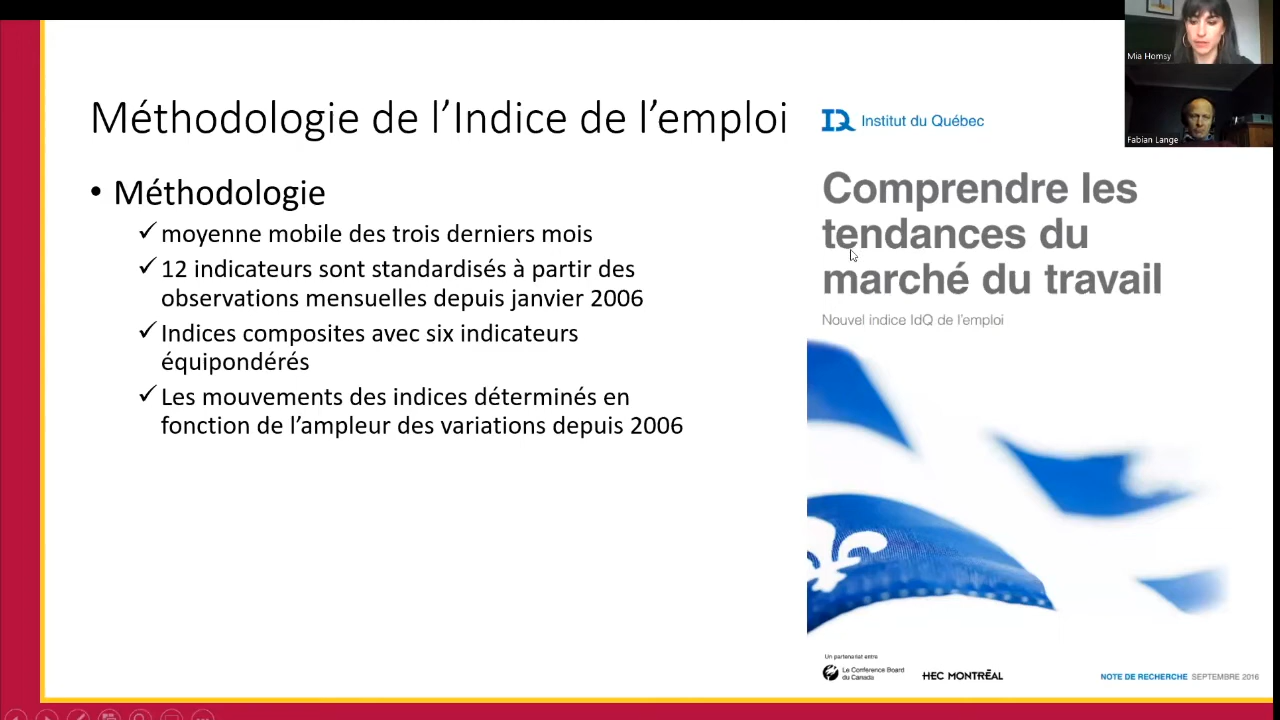 Méthodologie de l’Indice de l’emploi
• Méthodologie
✓ moyenne mobile des trois derniers mois
✓ 12 indicateurs sont standardisés à partir des
observations mensuelles depuis janvier 2006
✓ Indices composites avec six indicateurs
équipondérés
✓ Les mouvements des indices déterminés en
fonction de l’ampleur des variations depuis 2006
IDQ Institut du Québec
Comprendre les
tendances du
marché du travail
Nouvel indice IdQ de l’emploi
Un partenariat entre
Le Conference Board
du Canada
HEC MONTRÉAL
NOTE DE RECHERCHE SEPTEMBRE 2016
Mia Homsy
Fabian Lange